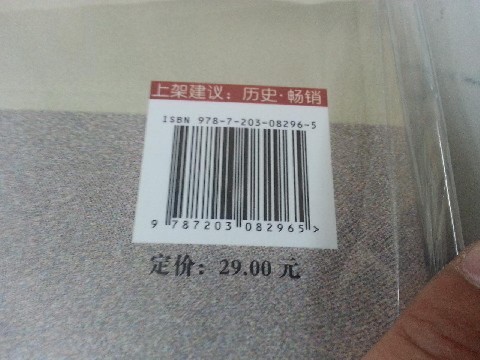 上架建议：历史·畅销
ISBN 978-7-203-08296-5
9 787203 082965 >
定价：29.00 元